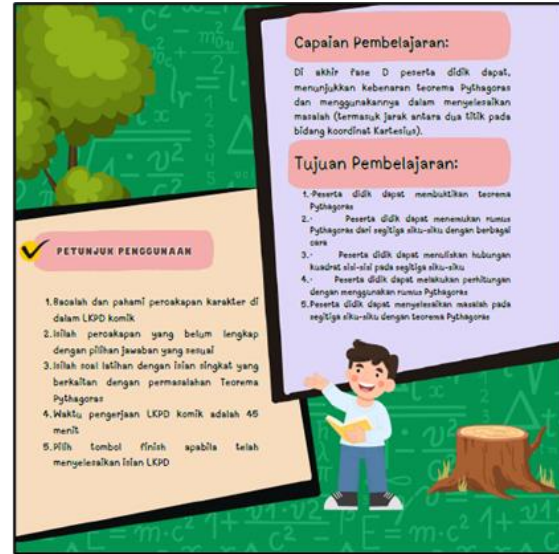 Capaian Pembelajaran:
Di akhir fase D peserta didik dapat,
menunjukkan kebenaran teorema Pythagoras
dan menggunakannya dalam menyelesaikan
masalah (termasuk jarak antara dua titik pada
bidang koordinat Kartesius).
Tujuan Pembelajaran:
1.·Peserta didik dapat membuktikan teorema
Pythagoras
2.· Peserta didik dapat menemukan rumus
Pythagoras dari segitiga siku-siku dengan berbagai
cara
3.· Peserta didik dapat menuliskan hubungan
kuadrat sisi-sisi pada segitiga siku-siku
4.· Peserta didik dapat melakukan perhitungan
dengan menggunakan rumus Pythagoras
5.Peserta didik dapat menyelesaikan masalah pada
segitiga siku-siku dengan teorema Pythagoras
PETUNJUK PENGGUNAAN
1.Bacalah dan pahami percakapan karakter di
dalam LKPD komik
2.Isilah percakapan yang belum lengkap
dengan pilihan jawaban yang sesuai
3.Isilah soal latihan dengan isian singkat yang
berkaitan dengan permasalahan Teorema
Pythagoras
4.Waktu pengerjaan LKPD komik adalah 45
menit
5.Pilih tombol finish apabila telah
menyelesaikan isian LKPD